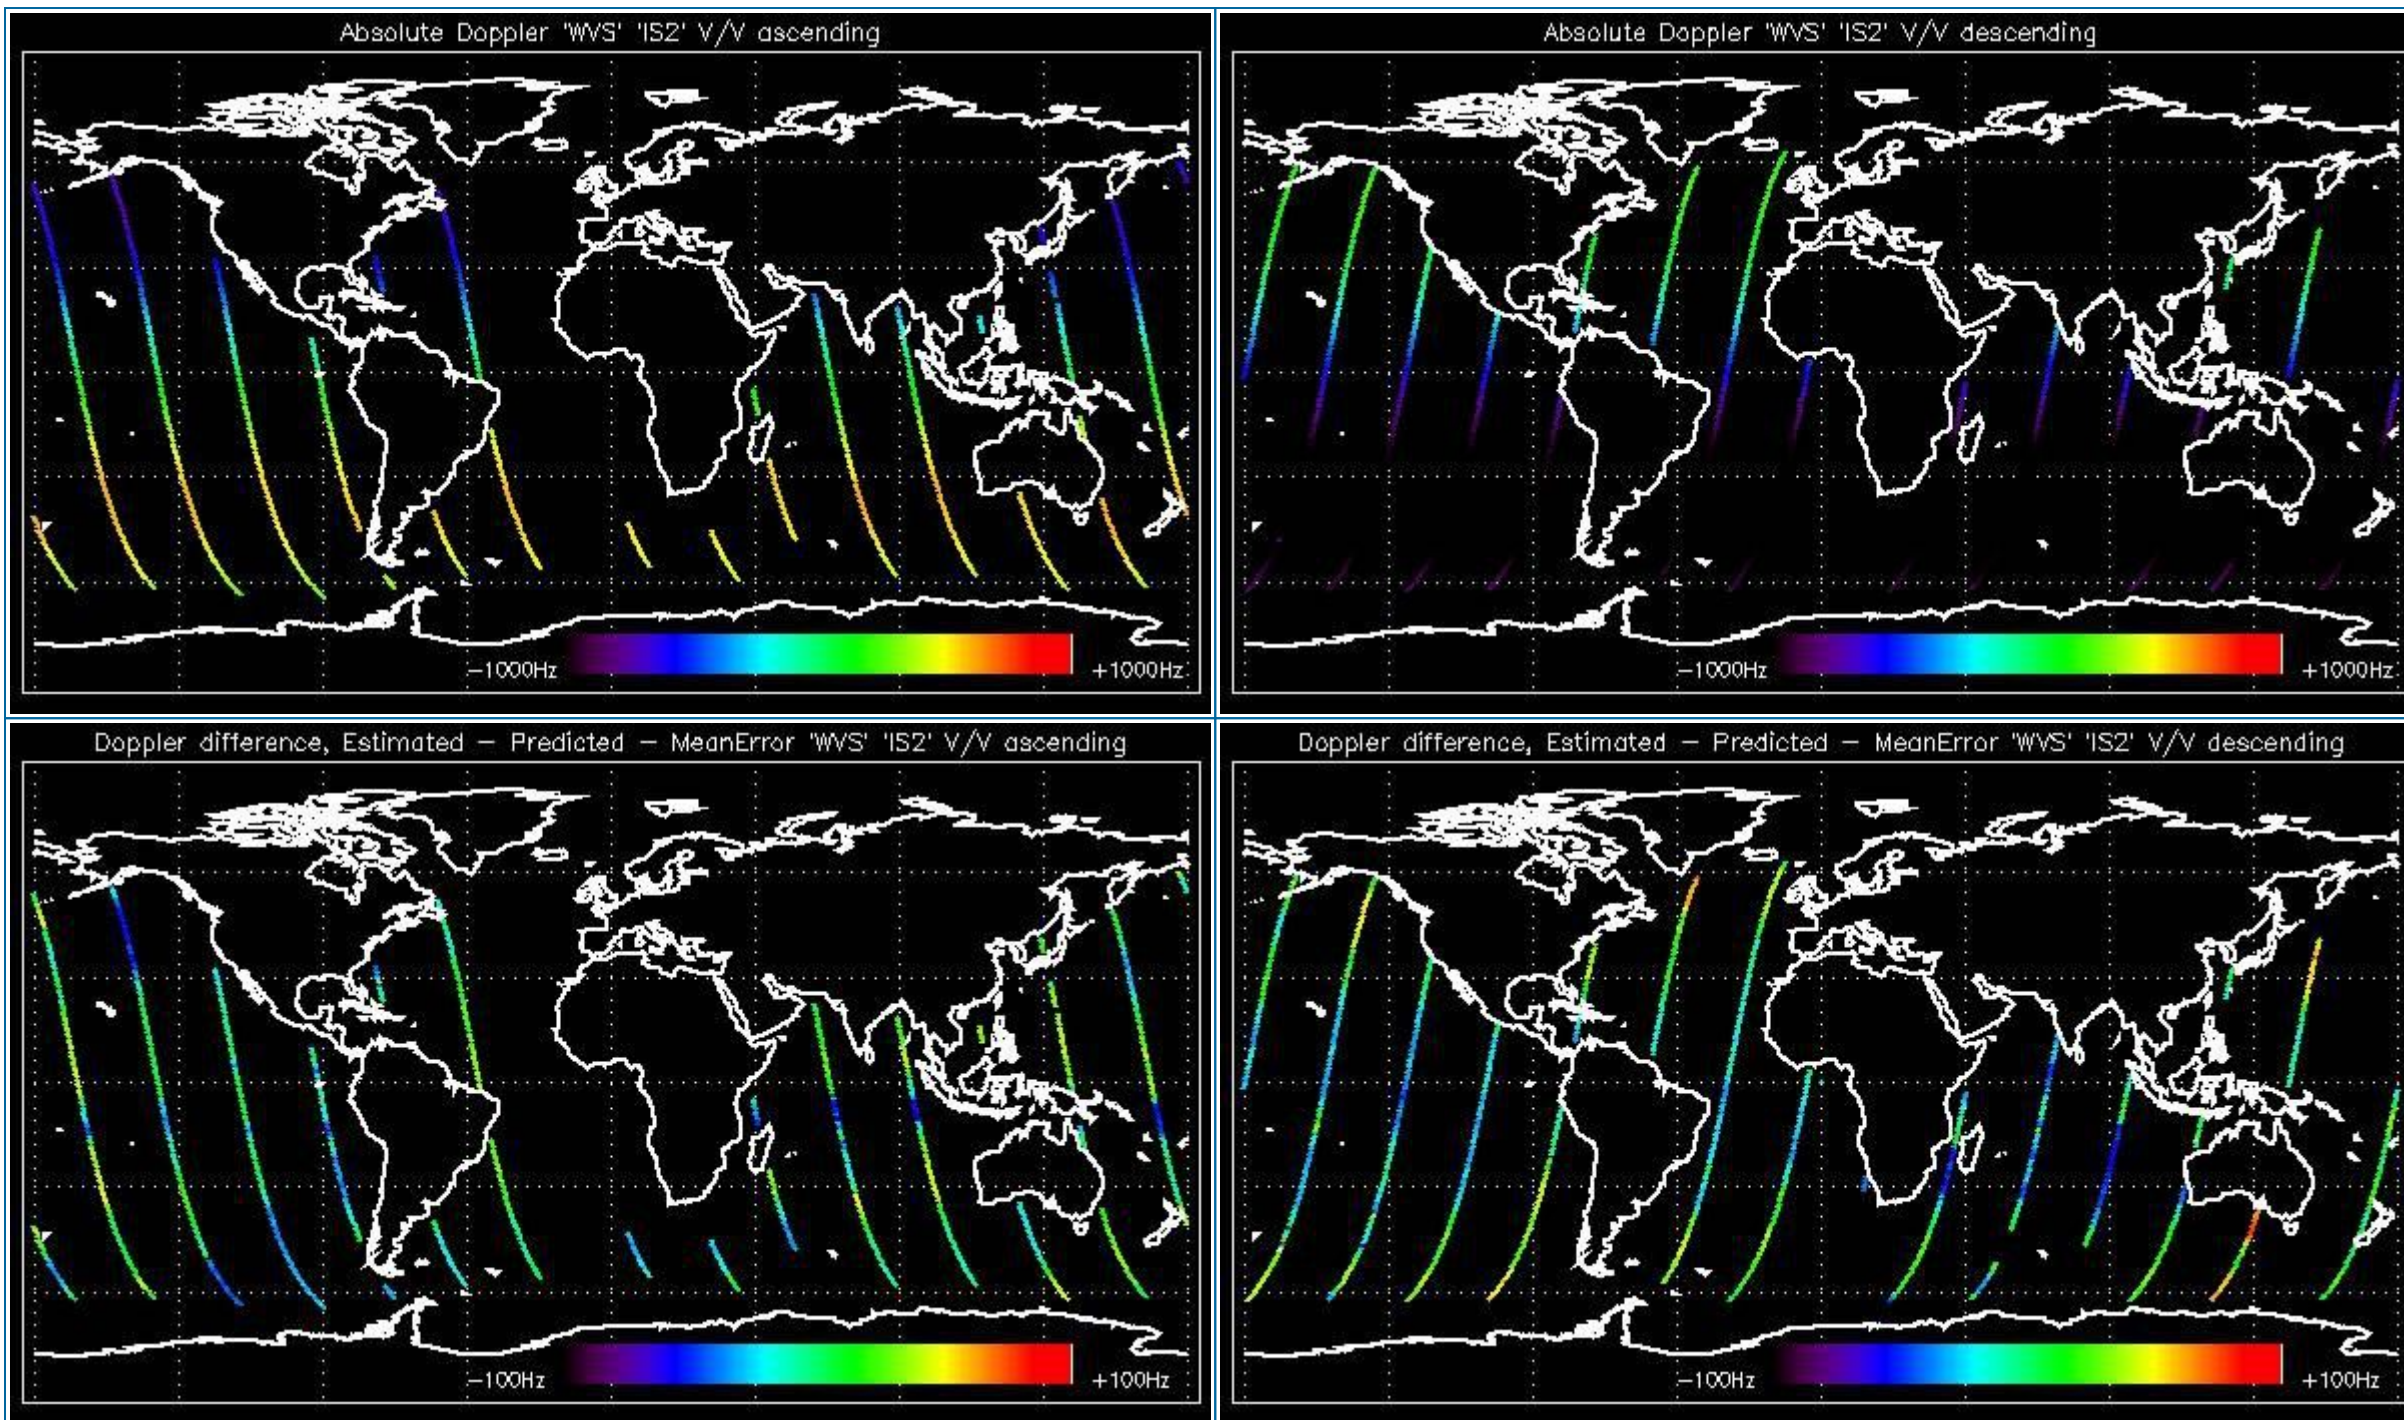 Absolute Doppler 'WVS' 'IS2' V/V ascending
-1000Hz
+1000Hz
Absolute Doppler 'WVS' 'IS2' V/V descending
-1000Hz
+1000Hz
Doppler difference, Estimated - Predicted - MeanError 'WVS' 'IS2' V/V ascending
-100Hz
+100Hz
Doppler difference, Estimated - Predicted - MeanError 'WVS' 'IS2' V/V descending
-100Hz
+100Hz